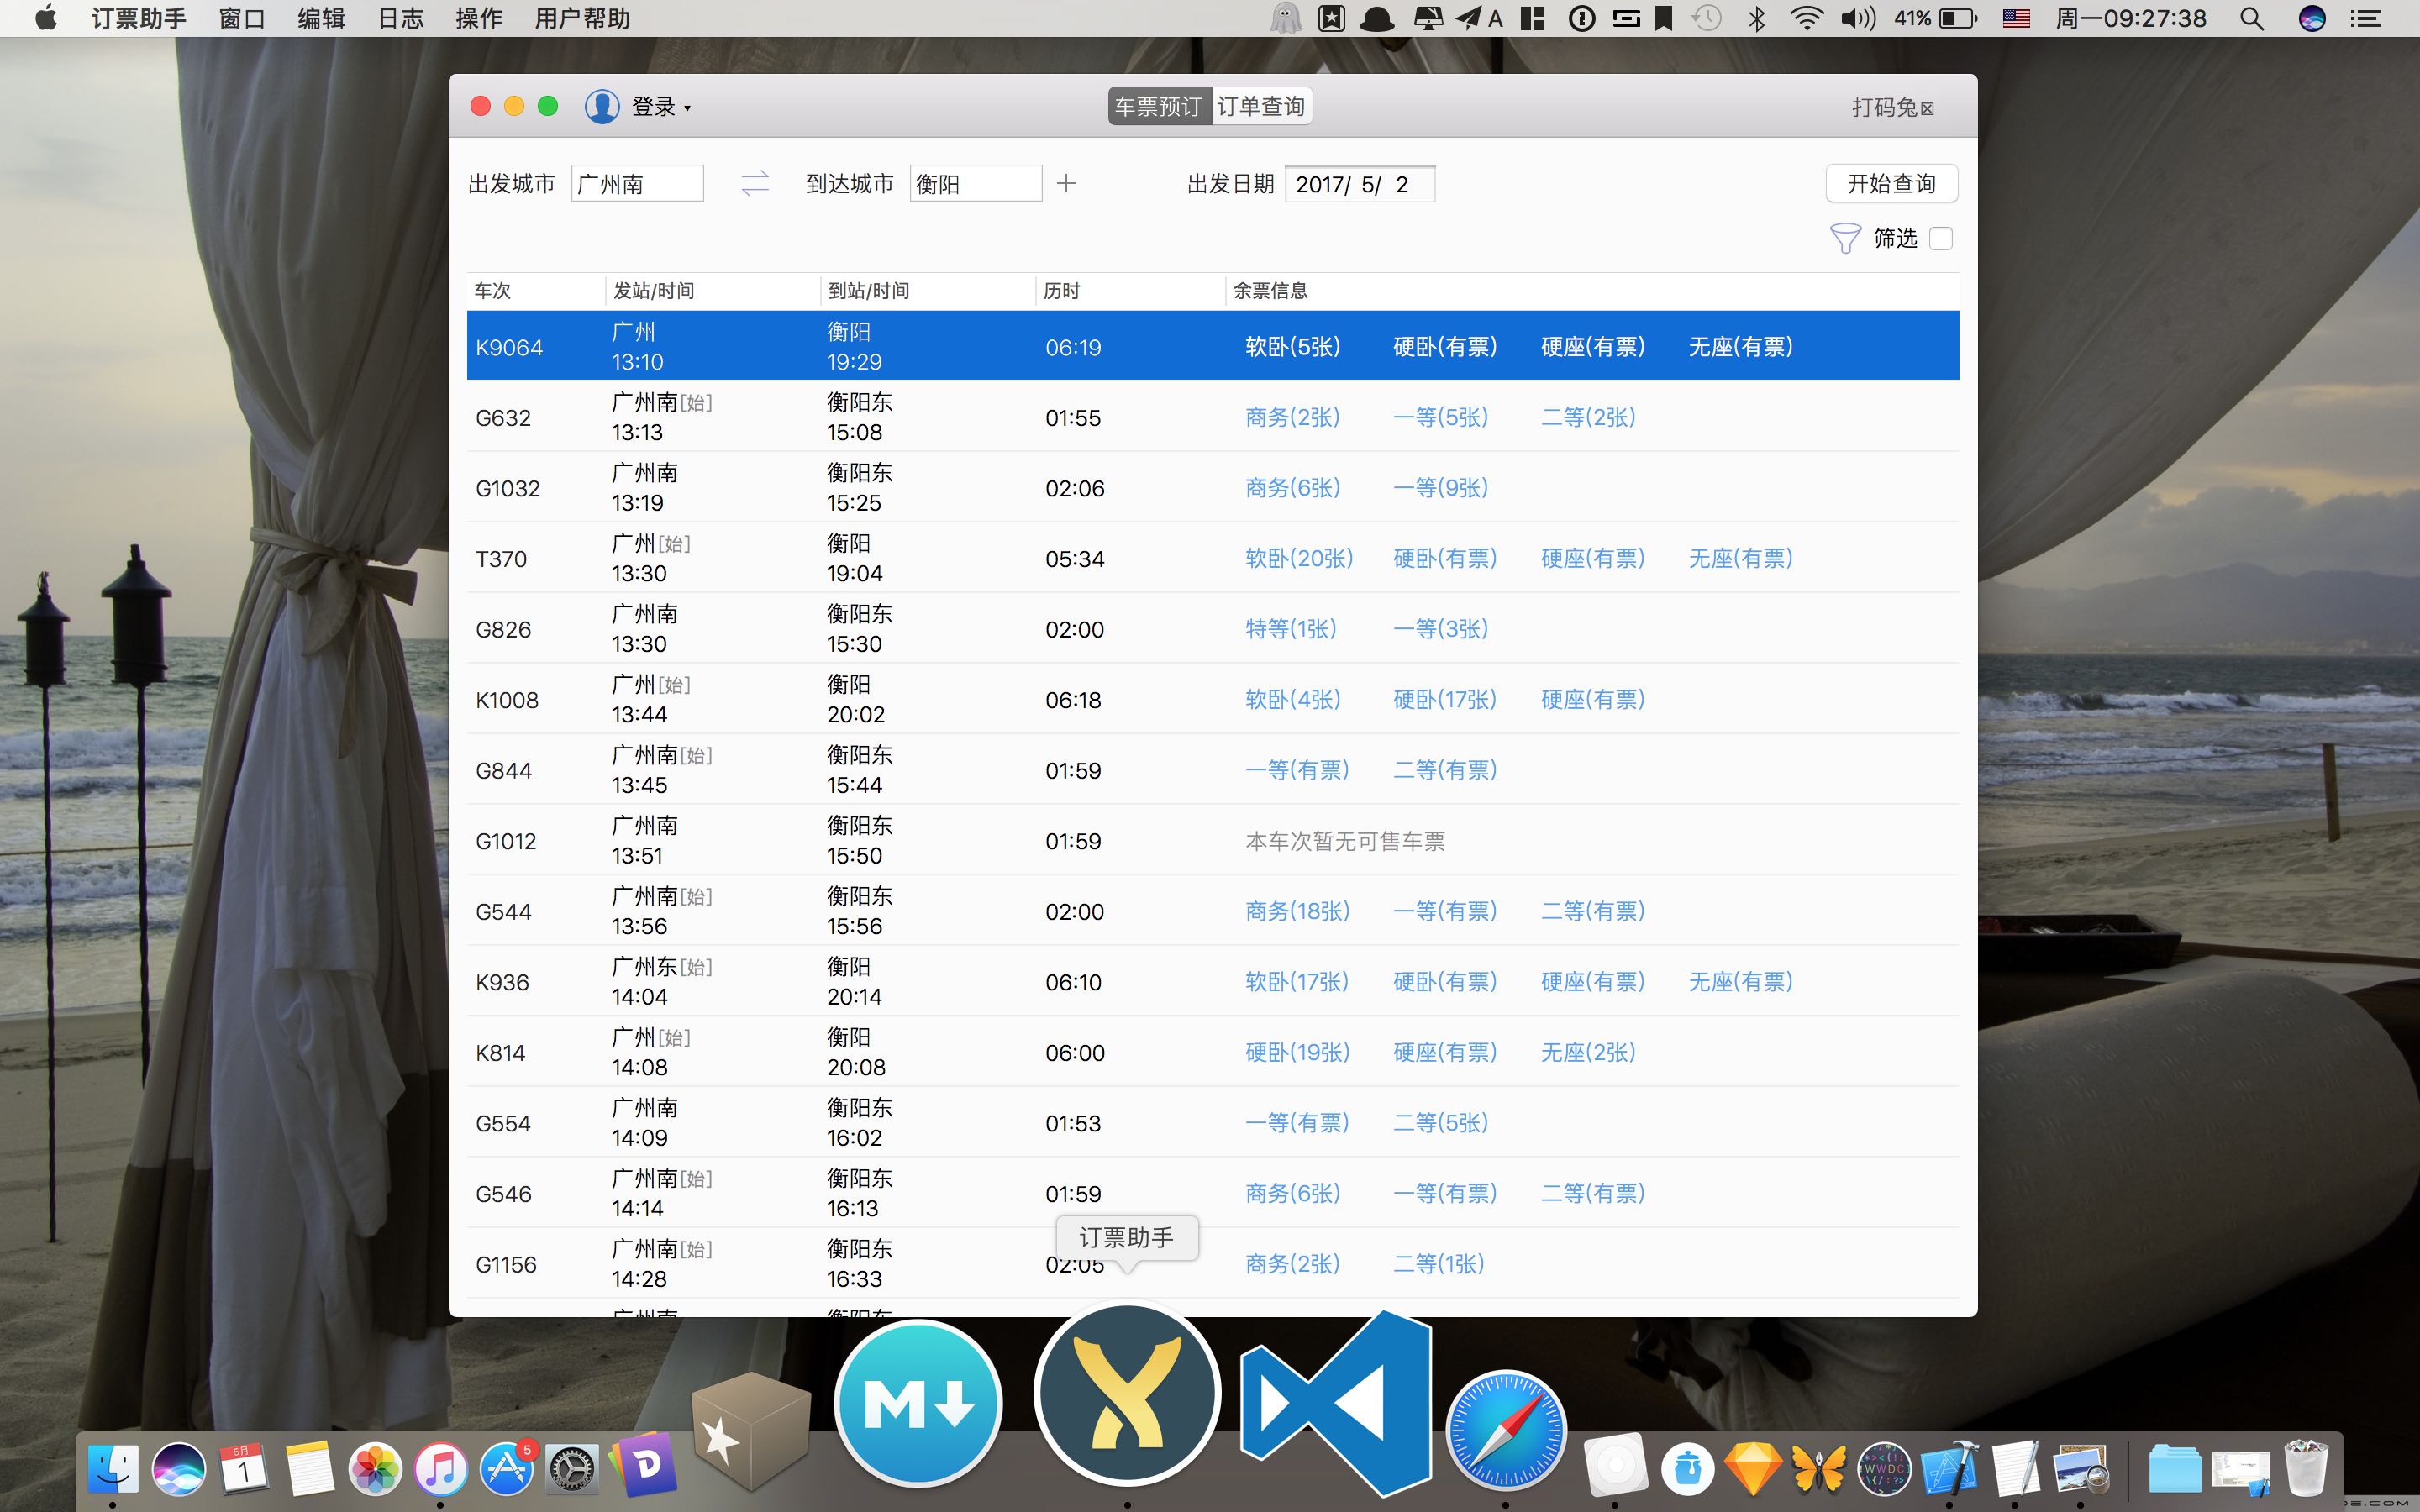 订票助手 窗口 编辑 日志 操作 用户帮助 A 41% 周一09:27:38
登录 车票预订 订单查询 打码兔
出发城市 广州南 到达城市 衡阳 出发日期 2017/ 5/ 2 开始查询
筛选
车次 发站/时间 到站/时间 历时 余票信息
K9064 广州 13:10 衡阳 19:29 06:19 软卧(5张) 硬卧(有票) 硬座(有票) 无座(有票)
G632 广州南[始] 13:13 衡阳东 15:08 01:55 商务(2张) 一等(5张) 二等(2张)
G1032 广州南 13:19 衡阳东 15:25 02:06 商务(6张) 一等(9张)
T370 广州[始] 13:30 衡阳 19:04 05:34 软卧(20张) 硬卧(有票) 硬座(有票) 无座(有票)
G826 广州南 13:30 衡阳东 15:30 02:00 特等(1张) 一等(3张)
K1008 广州[始] 13:44 衡阳 20:02 06:18 软卧(4张) 硬卧(17张) 硬座(有票)
G844 广州南[始] 13:45 衡阳东 15:44 01:59 一等(有票) 二等(有票)
G1012 广州南 13:51 衡阳东 15:50 01:59 本车次暂无可售车票
G544 广州南[始] 13:56 衡阳东 15:56 02:00 商务(18张) 一等(有票) 二等(有票)
K936 广州东[始] 14:04 衡阳 20:14 06:10 软卧(17张) 硬卧(有票) 硬座(有票) 无座(有票)
K814 广州[始] 14:08 衡阳 20:08 06:00 硬卧(19张) 硬座(有票) 无座(2张)
G554 广州南 14:09 衡阳东 16:02 01:53 一等(有票) 二等(5张)
G546 广州南[始] 14:14 衡阳东 16:13 01:59 商务(6张) 一等(有票) 二等(有票)
G1156 广州南[始] 14:28 衡阳东 16:33 02:05 商务(2张) 二等(1张)
订票助手
M
5月
1
5
D
WWDC